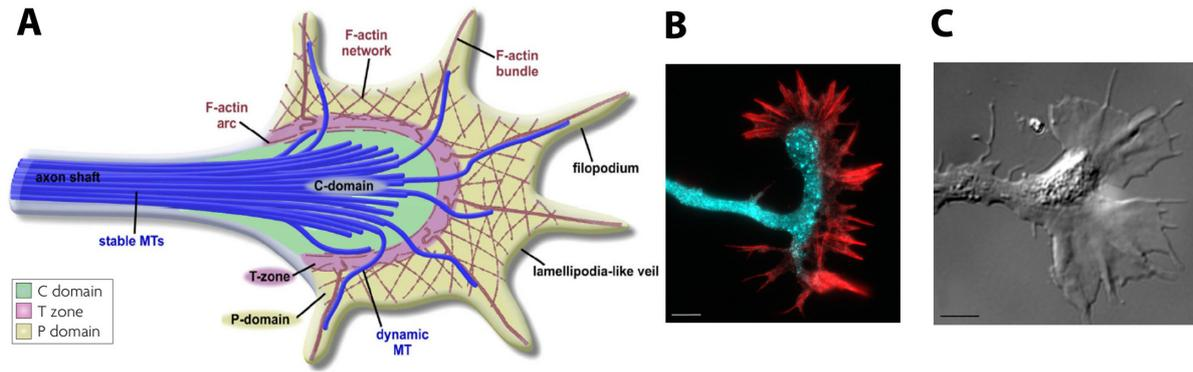 A
B
C
F-actin
network
F-actin
bundle
F-actin
arc
filopodium
axon shaft
C-domain
stable MTs
lamellipodia-like veil
T-zone
P-domain
dynamic
MT
C domain
T zone
P domain